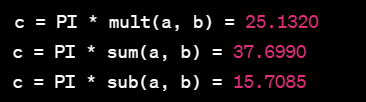 c = PI * mult(a, b) = 25.1320
c = PI * sum(a, b) = 37.6990
c = PI * sub(a, b) = 15.7085